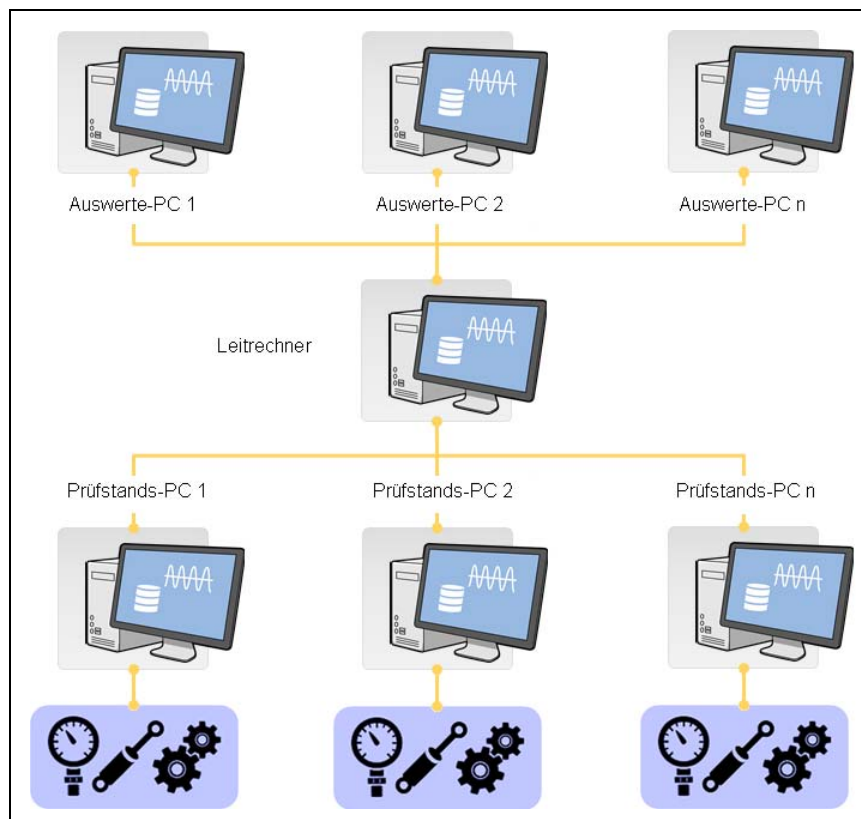 Auswerte-PC 1
Auswerte-PC 2
Auswerte-PC n
Leitrechner
Prüfstands-PC 1
Prüfstands-PC 2
Prüfstands-PC n